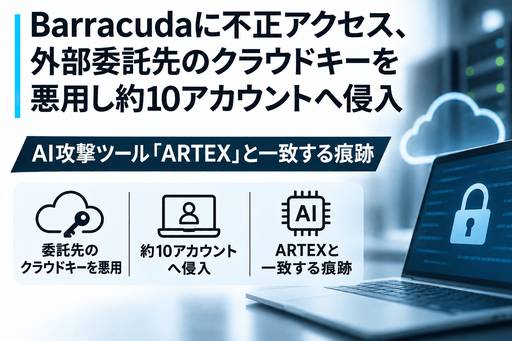 Barracudaに不正アクセス、
外部委託先のクラウドキーを
悪用し約10アカウントへ侵入
AI攻撃ツール「ARTEX」と一致する痕跡
委託先の
クラウドキーを悪用
約10アカウント
へ侵入
AI
ARTEXと
一致する痕跡